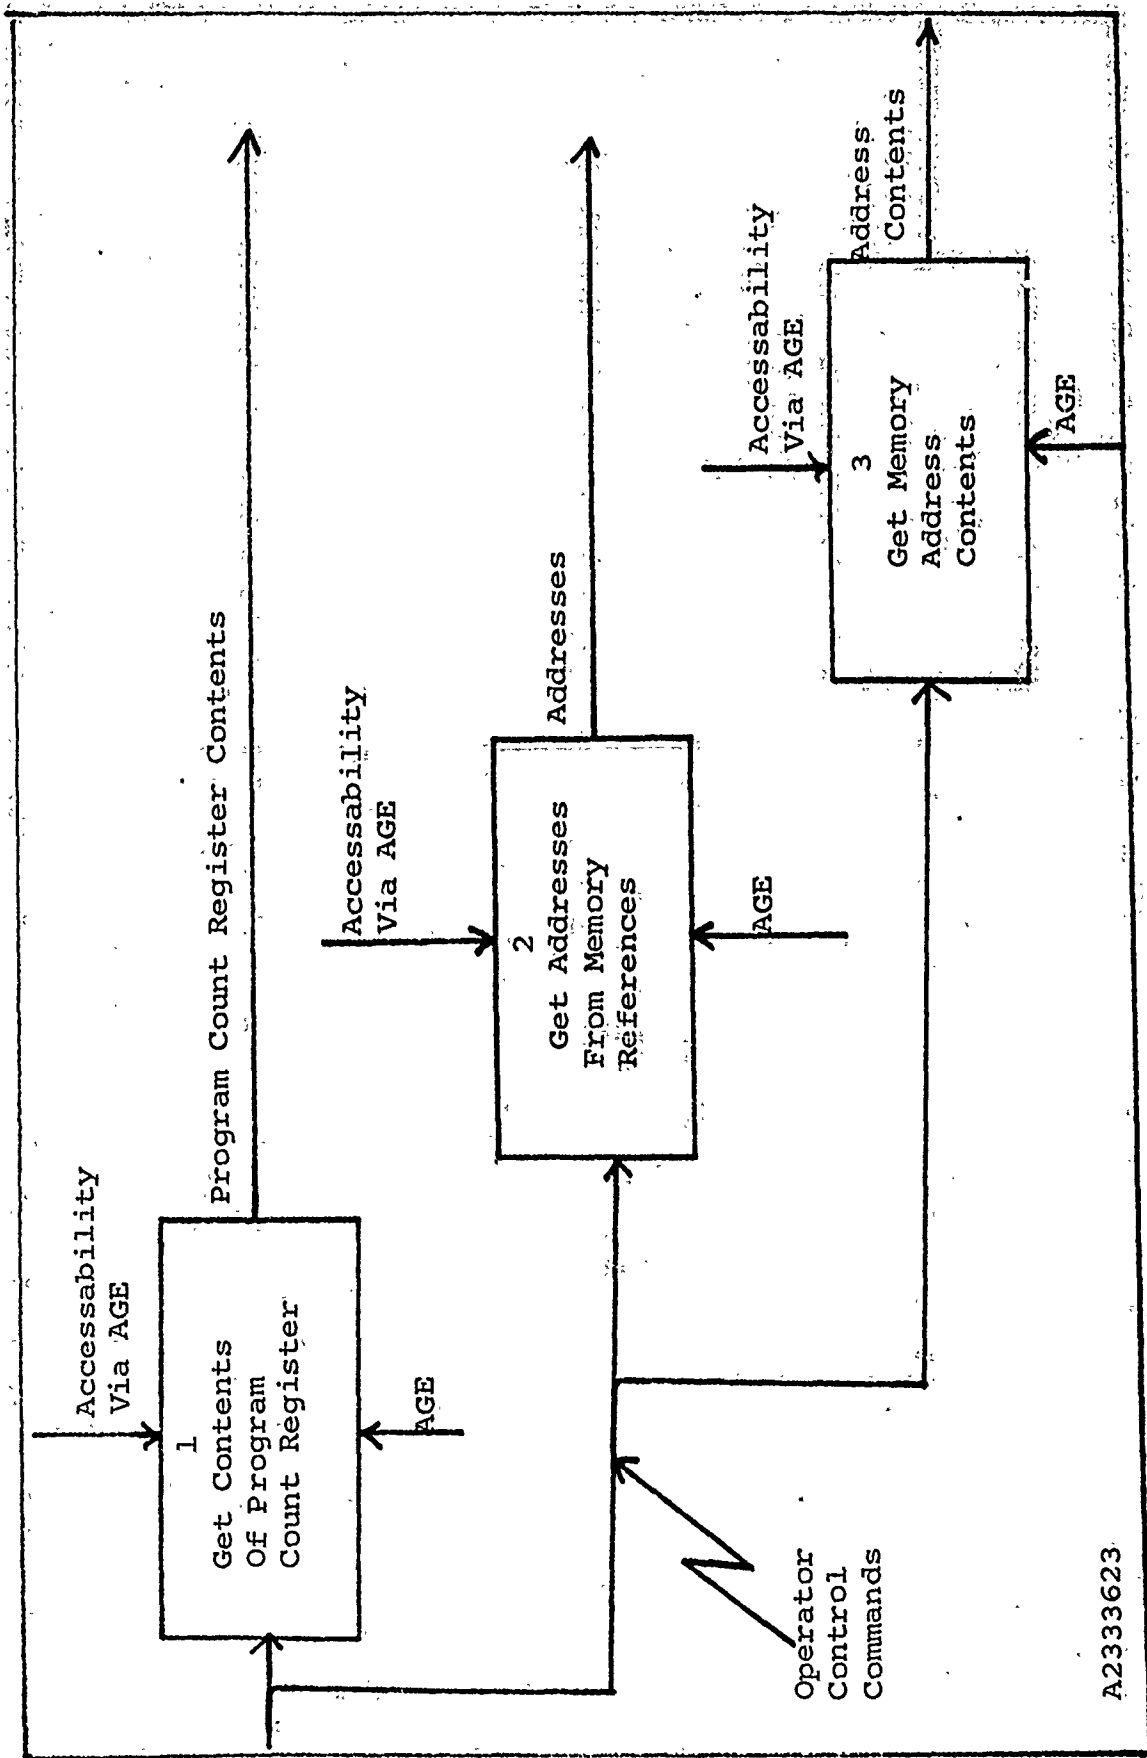 Accessability
Via AGE
1
Get Contents
Of Program
Count Register
AGE
Program Count Register Contents
Accessability
Via AGE
2
Get Addresses
From Memory
References
AGE
Addresses
Accessability
Via AGE
3
Get Memory
Address
Contents
AGE
Address
Contents
Operator
Control
Commands
A2333623